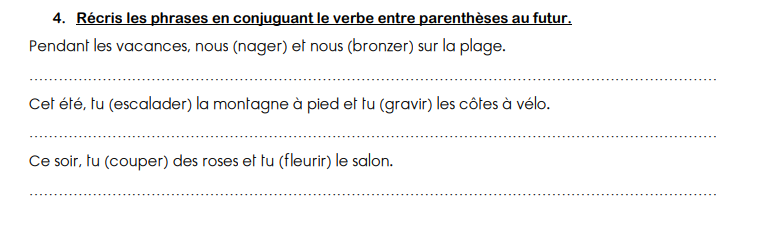 4. Récris les phrases en conjuguant le verbe entre parenthèses au futur.
Pendant les vacances, nous (nager) et nous (bronzer) sur la plage.
Cet été, tu (escalader) la montagne à pied et tu (gravir) les côtes à vélo.
Ce soir, tu (couper) des roses et tu (fleurir) le salon.